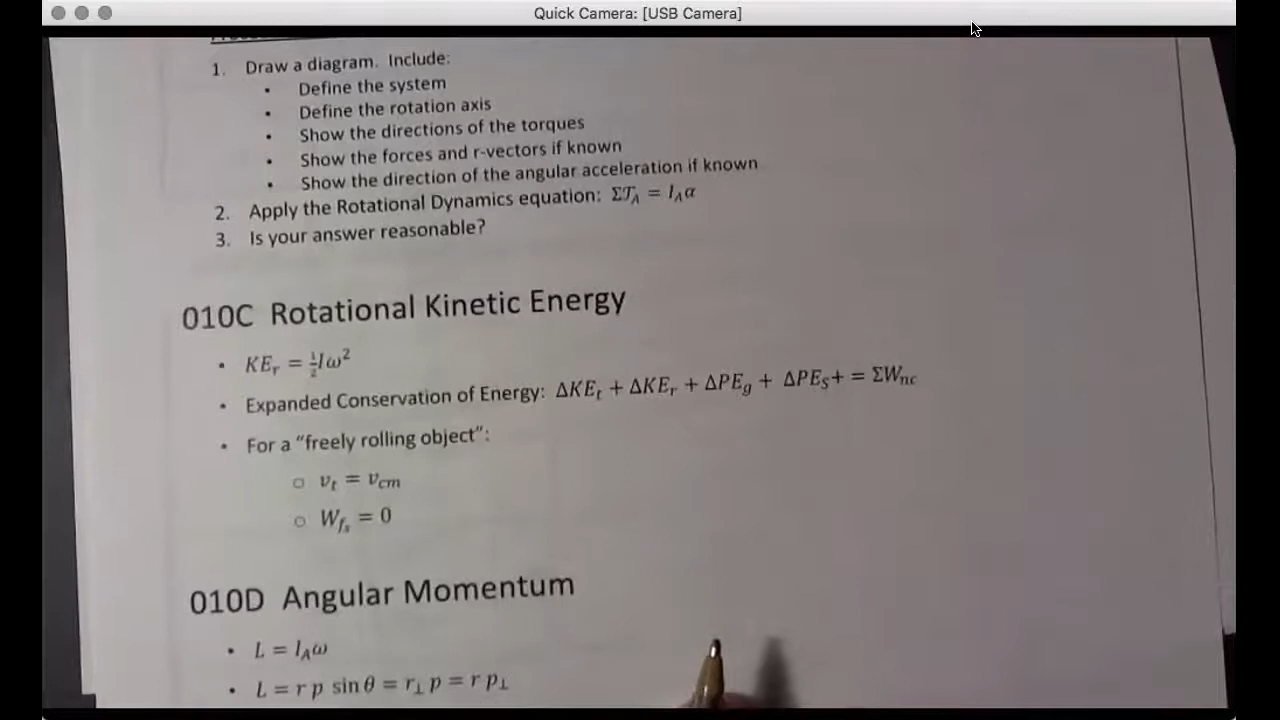 Quick Camera: [USB Camera]
1. Draw a diagram. Include:
• Define the system
• Define the rotation axis
• Show the directions of the torques
• Show the forces and r-vectors if known
• Show the direction of the angular acceleration if known
2. Apply the Rotational Dynamics equation: Σ𝒯_A = I_Aα
3. Is your answer reasonable?
010C Rotational Kinetic Energy
• KE_r = ½Iω²
• Expanded Conservation of Energy: ΔKE_t + ΔKE_r + ΔPE_g + ΔPE_S+ = ΣW_nc
• For a “freely rolling object”:
○ v_t = v_cm
○ W_f_s = 0
010D Angular Momentum
• L = I_Aω
• L = r p sin θ = r_⊥ p = r p_⊥